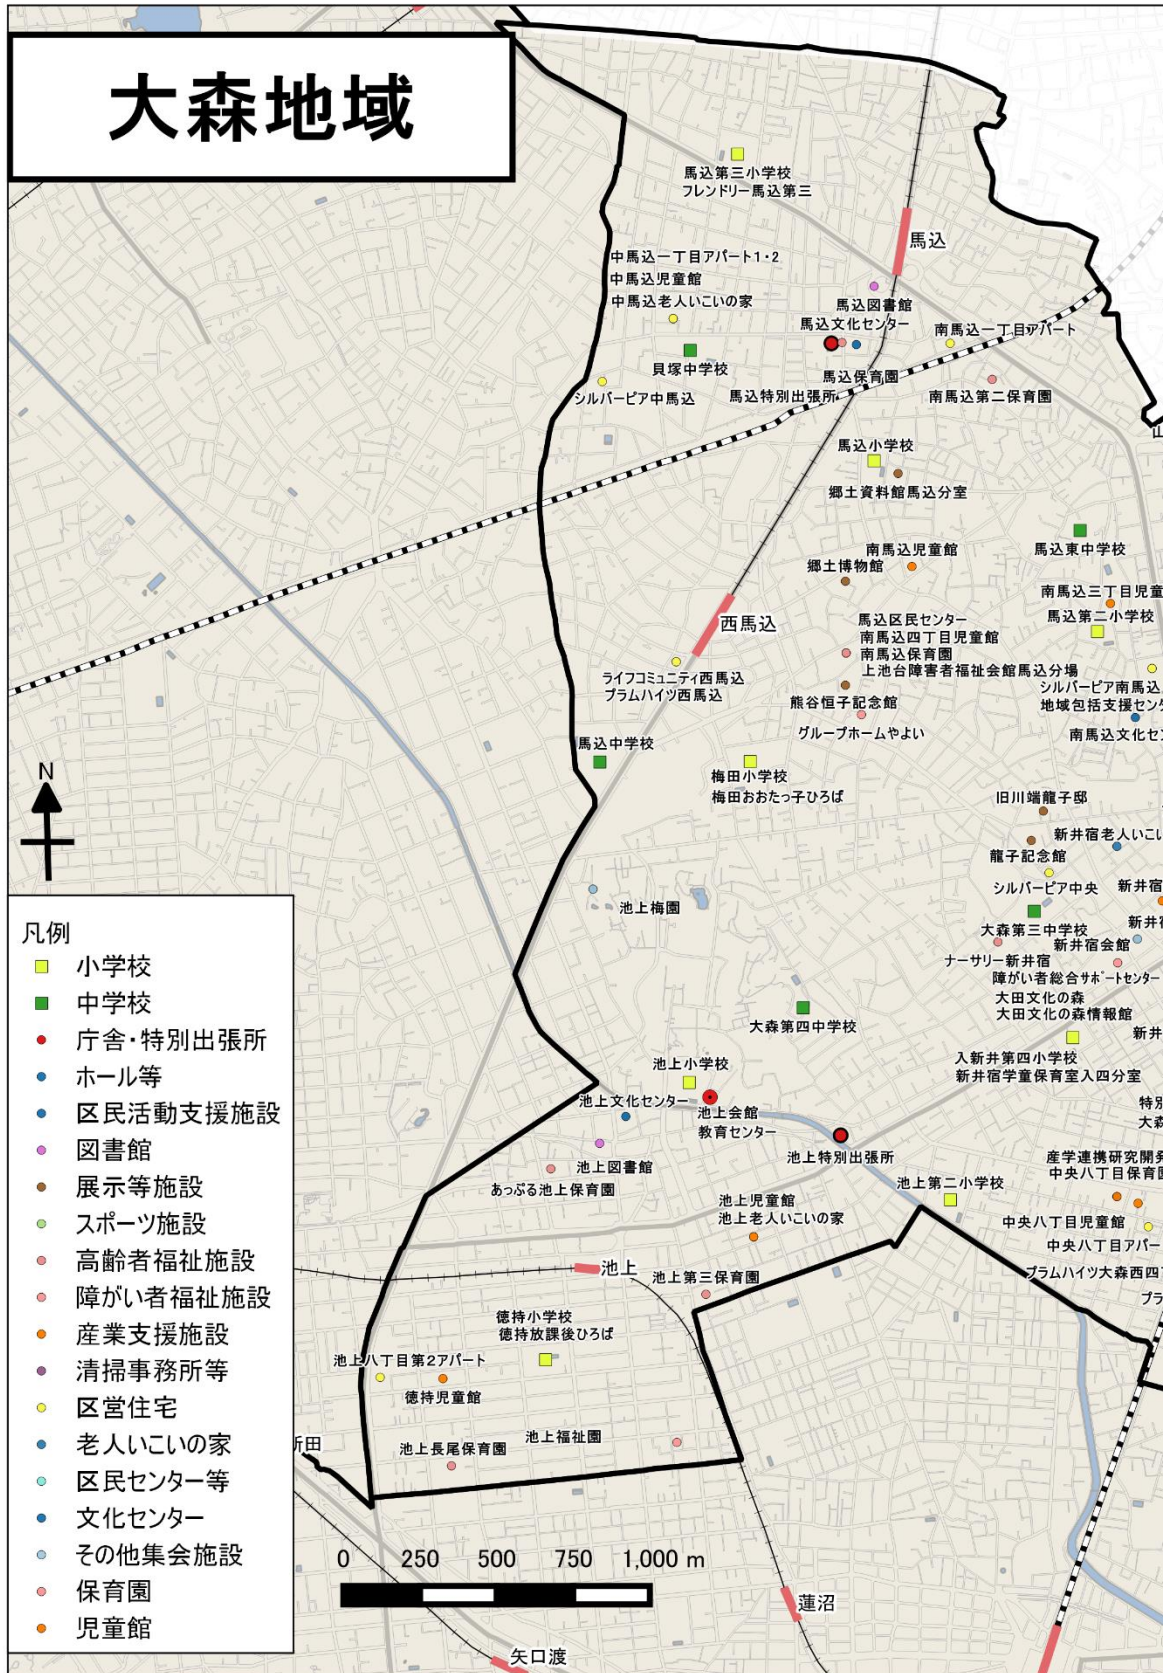 大森地域
馬込第三小学校
フレンドリー馬込第三
馬込
中馬込一丁目アパート1・2
中馬込児童館
中馬込老人いこいの家
馬込図書館
馬込文化センター
南馬込一丁目アパート
貝塚中学校
馬込保育園
シルバーピア中馬込
馬込特別出張所
南馬込第二保育園
馬込小学校
郷土資料館馬込分室
馬込東中学校
南馬込児童館
郷土博物館
南馬込三丁目児童
馬込第二小学校
西馬込
馬込区民センター
南馬込四丁目児童館
南馬込保育園
上池台障害者福祉会館馬込分場
ライフコミュニティ西馬込
プラムハイツ西馬込
シルバーピア南馬込
地域包括支援センタ
熊谷恒子記念館
グループホームやよい
南馬込文化セン
馬込中学校
梅田小学校
梅田おおたっ子ひろば
N
旧川端龍子邸
新井宿老人いこい
龍子記念館
シルバーピア中央
新井宿
池上梅園
大森第三中学校
新井宿
新井宿会館
ナーサリー新井宿
障がい者総合サポートセンター
大田文化の森
大田文化の森情報館
大森第四中学校
新井
入新井第四小学校
新井宿学童保育室入四分室
池上小学校
池上文化センター
池上会館
教育センター
特別
大森
池上特別出張所
産学連携研究開発
中央八丁目保育園
池上図書館
あっぷる池上保育園
池上第二小学校
池上児童館
池上老人いこいの家
中央八丁目児童館
中央八丁目アパー
池上
池上第三保育園
プラムハイツ大森西四丁
プラ
徳持小学校
徳持放課後ひろば
池上八丁目第2アパート
徳持児童館
池上福祉園
池上長尾保育園
新田
凡例
小学校
中学校
庁舎・特別出張所
ホール等
区民活動支援施設
図書館
展示等施設
スポーツ施設
高齢者福祉施設
障がい者福祉施設
産業支援施設
清掃事務所等
区営住宅
老人いこいの家
区民センター等
文化センター
その他集会施設
保育園
児童館
0 250 500 750 1,000 m
蓮沼
矢口渡